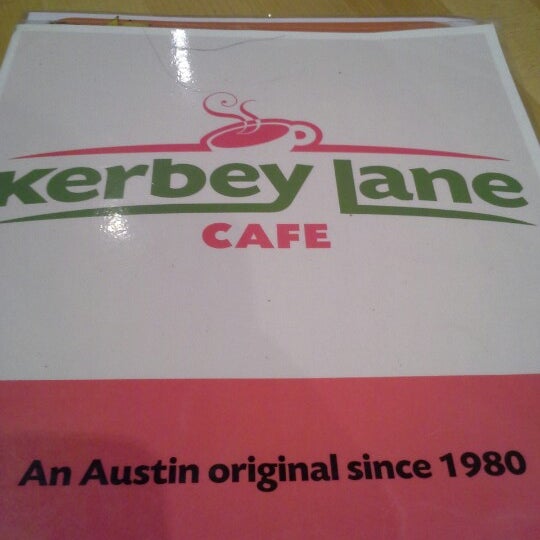 kerbey lane
CAFE
An Austin original since 1980